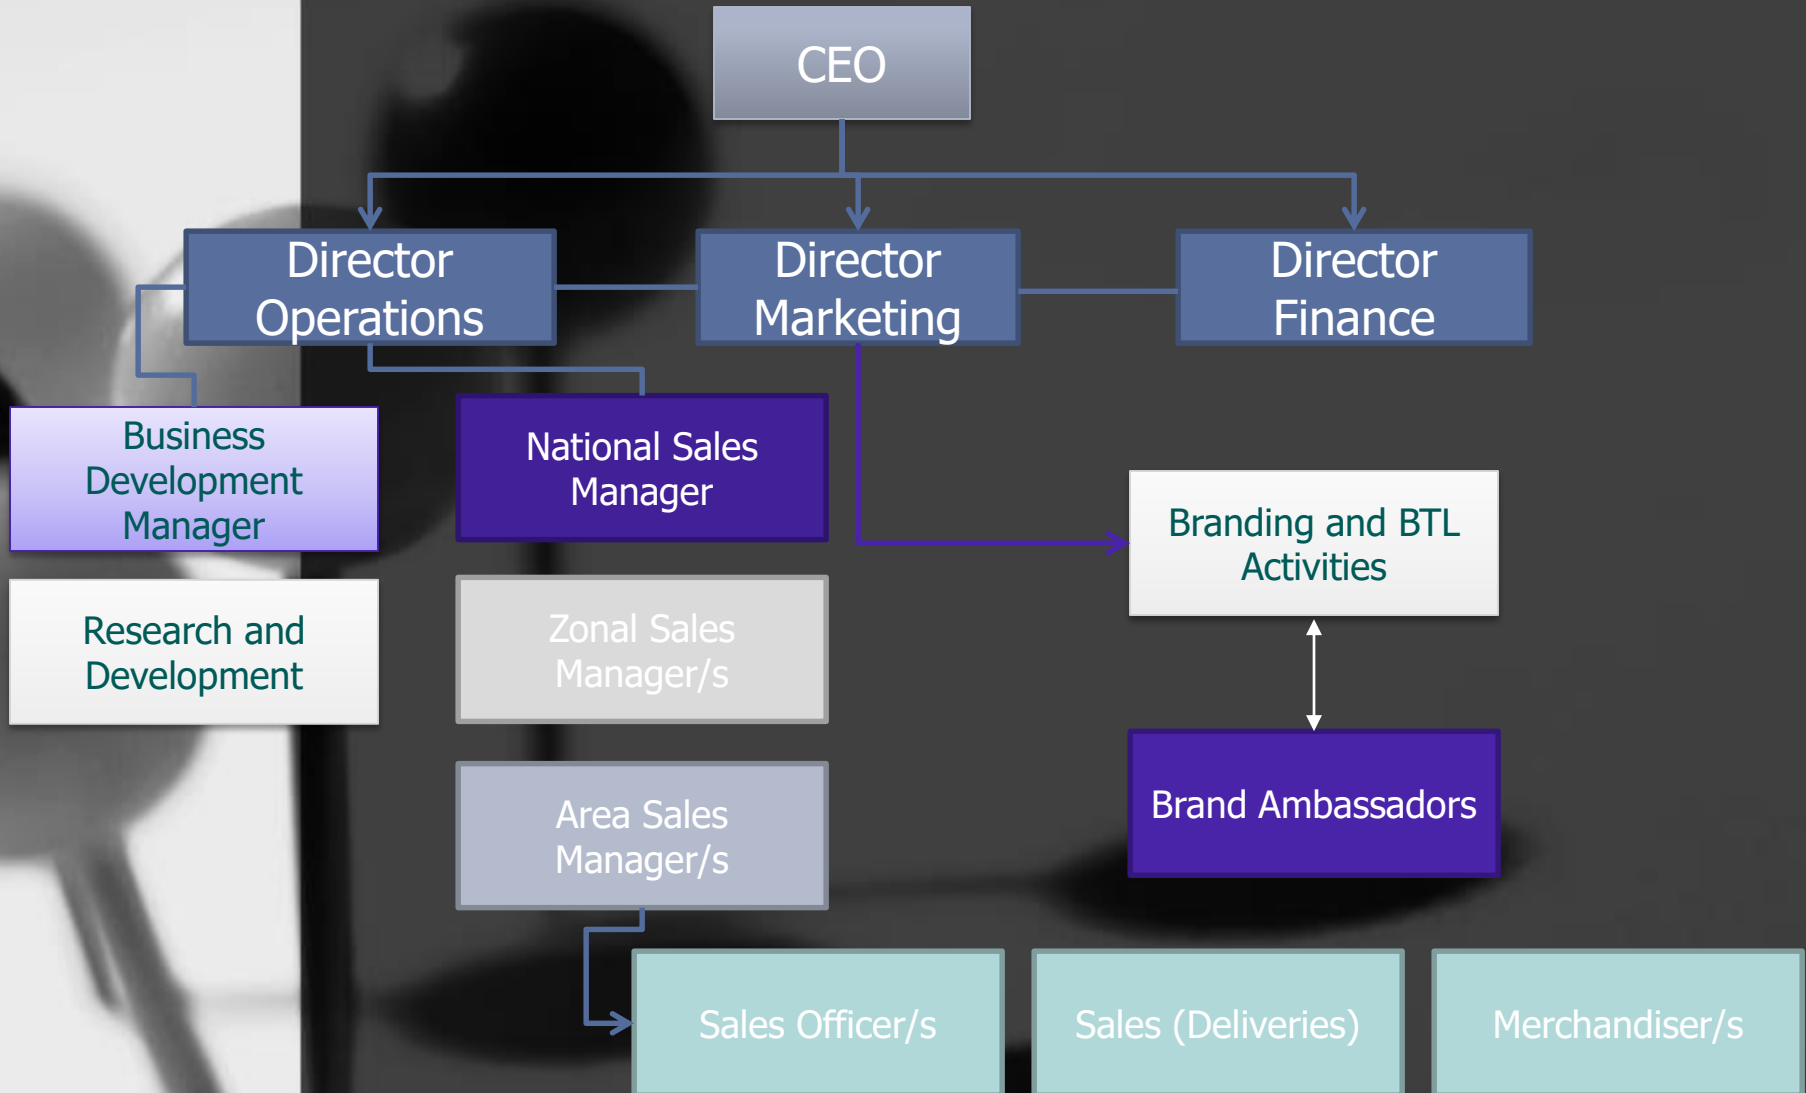 CEO
Director
Operations
Director
Marketing
Director
Finance
Business
Development
Manager
National Sales
Manager
Branding and BTL
Activities
Research and
Development
Zonal Sales
Manager/s
Area Sales
Manager/s
Brand Ambassadors
Sales Officer/s
Sales (Deliveries)
Merchandiser/s